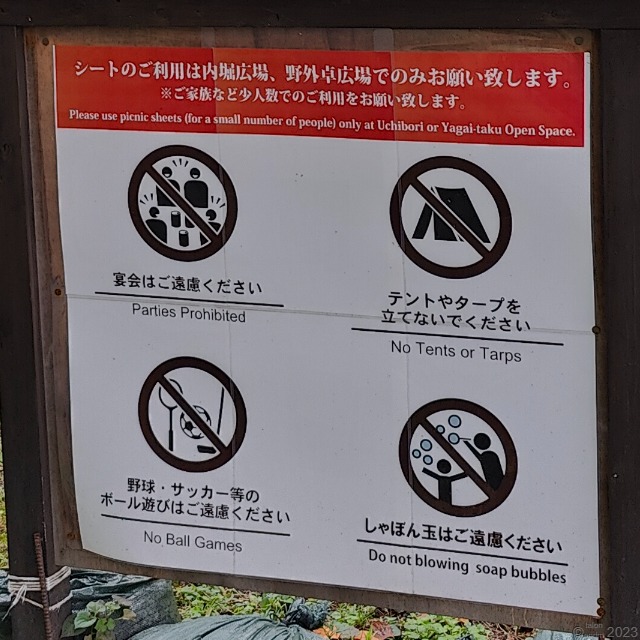 シートのご利用は内堀広場、野外卓広場でのみお願い致します。
※ご家族など少人数でのご利用をお願い致します。
Please use picnic sheets (for a small number of people) only at Uchibori or Yagai-taku Open Space.
宴会はご遠慮ください
Parties Prohibited
テントやタープを
立てないでください
No Tents or Tarps
野球・サッカー等の
ボール遊びはご遠慮ください
No Ball Games
しゃぼん玉はご遠慮ください
Do not blowing soap bubbles
2023